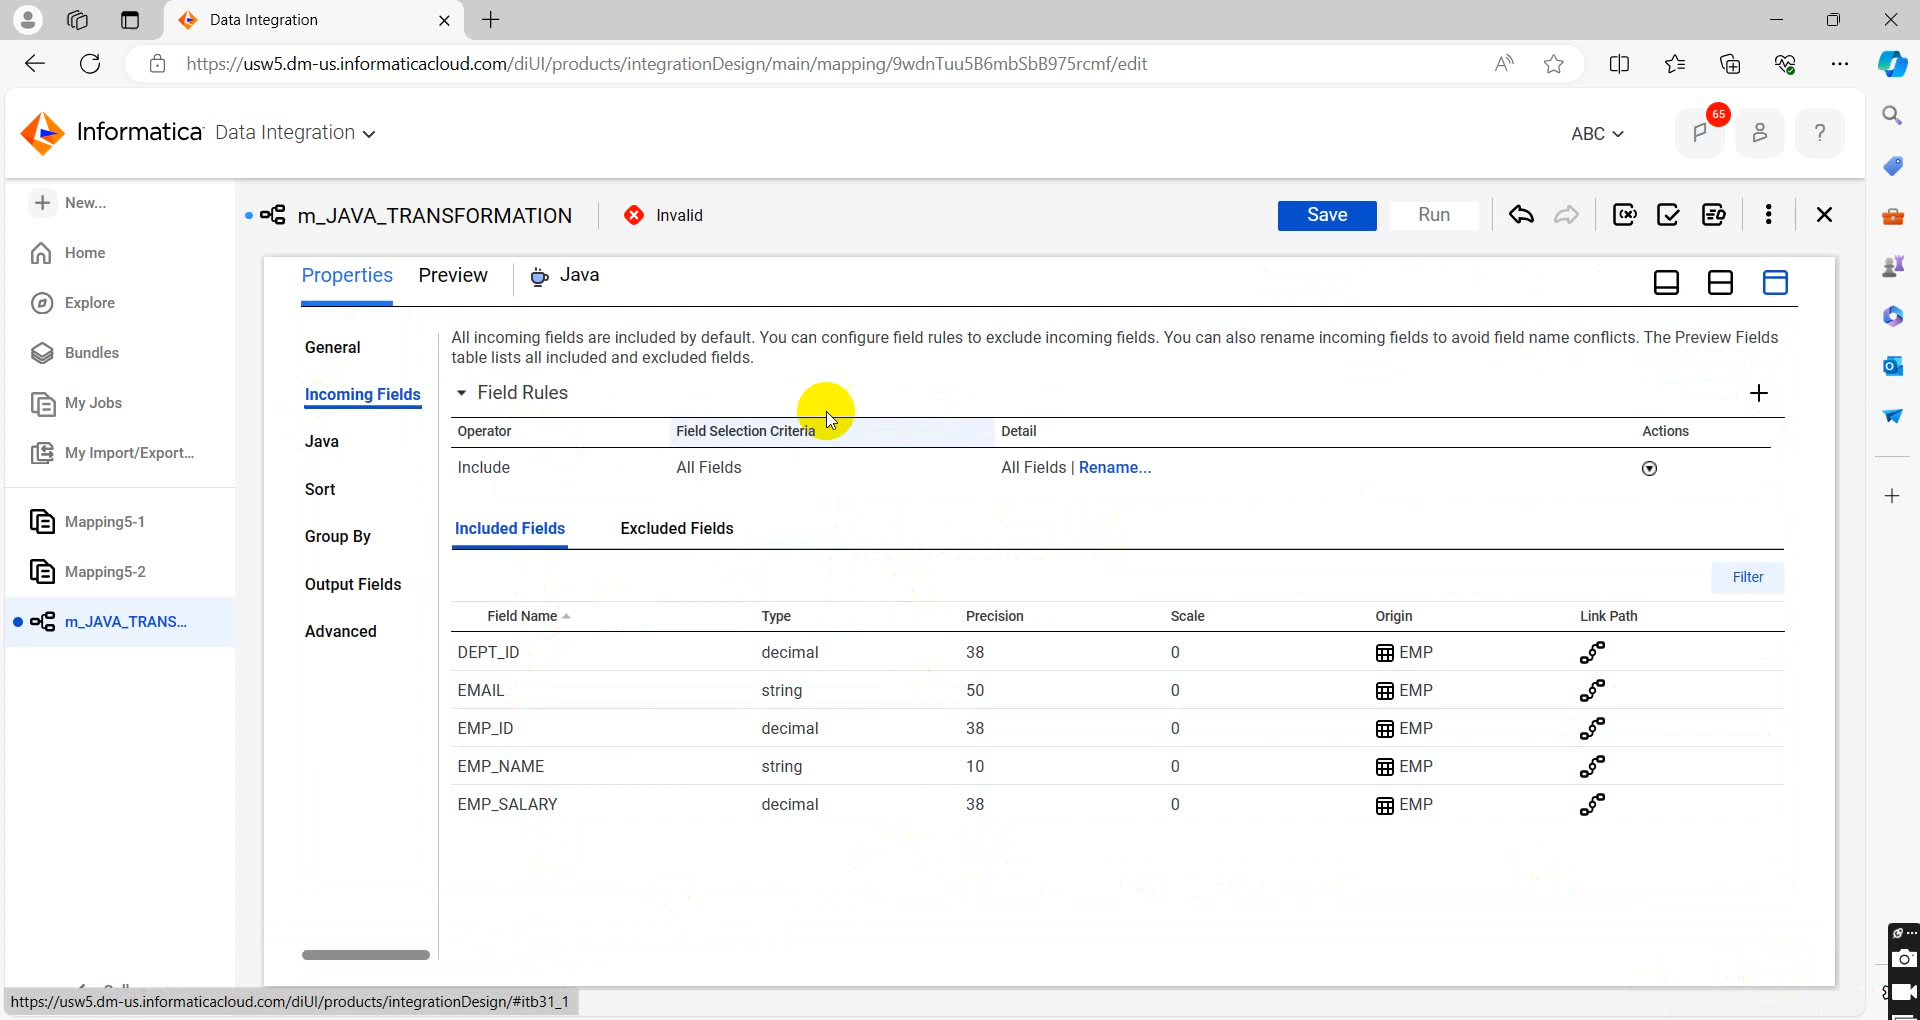 Data Integration
https://usw5.dm-us.informaticacloud.com/diUI/products/integrationDesign/main/mapping/9wdnTuu5B6mbSbB975rcmf/edit
Informatica Data Integration
ABC
65
?
New...
Home
Explore
Bundles
My Jobs
My Import/Export...
Mapping5-1
Mapping5-2
m_JAVA_TRANS...
m_JAVA_TRANSFORMATION
Invalid
Save
Run
Properties
Preview
Java
General
Incoming Fields
Java
Sort
Group By
Output Fields
Advanced
All incoming fields are included by default. You can configure field rules to exclude incoming fields. You can also rename incoming fields to avoid field name conflicts. The Preview Fields
table lists all included and excluded fields.
Field Rules
Operator Field Selection Criteria Detail Actions
Include All Fields All Fields | Rename...
Included Fields Excluded Fields
Filter
Field Name Type Precision Scale Origin Link Path
DEPT_ID decimal 38 0 EMP
EMAIL string 50 0 EMP
EMP_ID decimal 38 0 EMP
EMP_NAME string 10 0 EMP
EMP_SALARY decimal 38 0 EMP
https://usw5.dm-us.informaticacloud.com/diUI/products/integrationDesign/#itb31_1